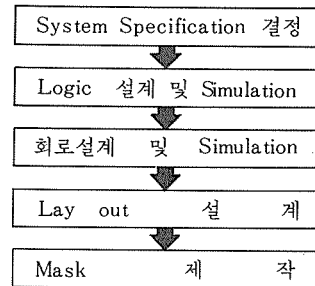 System Specification 결정
Logic 설계 및 Simulation
회로설계 및 Simulation
Lay out 설 계
Mask 제 작